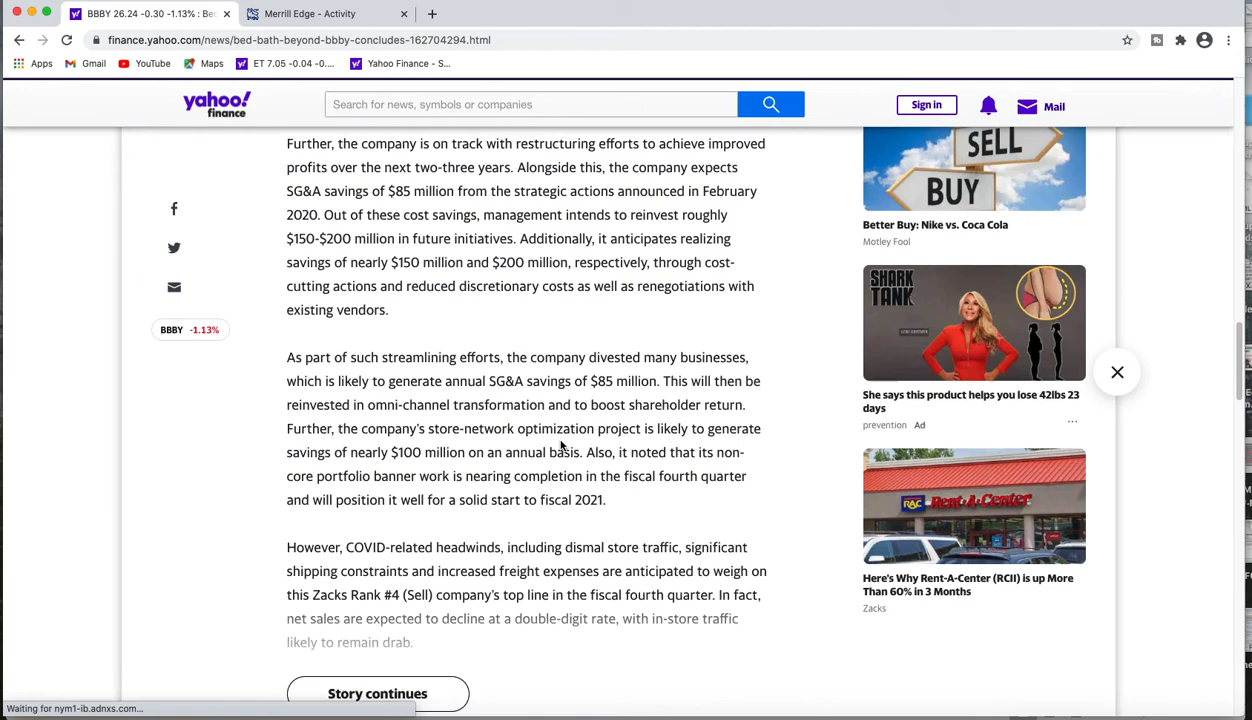 BBBY 26.24 -0.30 -1.13% : Bec
Merrill Edge - Activity
finance.yahoo.com/news/bed-bath-beyond-bbby-concludes-162704294.html
Apps
Gmail
YouTube
Maps
ET 7.05 -0.04 -0....
Yahoo Finance - S...
yahoo!
finance
Search for news, symbols or companies
Sign in
Mail
Further, the company is on track with restructuring efforts to achieve improved
profits over the next two-three years. Alongside this, the company expects
SG&A savings of $85 million from the strategic actions announced in February
2020. Out of these cost savings, management intends to reinvest roughly
$150-$200 million in future initiatives. Additionally, it anticipates realizing
savings of nearly $150 million and $200 million, respectively, through cost-
cutting actions and reduced discretionary costs as well as renegotiations with
existing vendors.
BBBY -1.13%
As part of such streamlining efforts, the company divested many businesses,
which is likely to generate annual SG&A savings of $85 million. This will then be
reinvested in omni-channel transformation and to boost shareholder return.
Further, the company's store-network optimization project is likely to generate
savings of nearly $100 million on an annual basis. Also, it noted that its non-
core portfolio banner work is nearing completion in the fiscal fourth quarter
and will position it well for a solid start to fiscal 2021.
However, COVID-related headwinds, including dismal store traffic, significant
shipping constraints and increased freight expenses are anticipated to weigh on
this Zacks Rank #4 (Sell) company's top line in the fiscal fourth quarter. In fact,
net sales are expected to decline at a double-digit rate, with in-store traffic
likely to remain drab.
Story continues
SELL
BUY
Better Buy: Nike vs. Coca Cola
Motley Fool
SHARK
TANK
She says this product helps you lose 42lbs 23
days
prevention Ad
RAC Rent-A-Center
Here's Why Rent-A-Center (RCII) is up More
Than 60% in 3 Months
Zacks
Waiting for nym1-ib.adnxs.com...